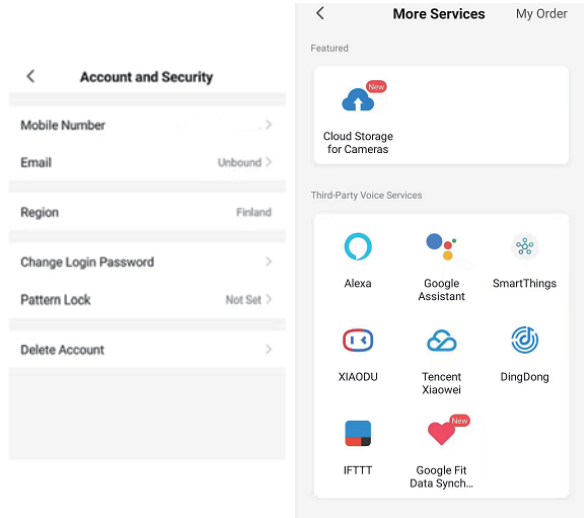 Account and Security
Mobile Number
Email Unbound
Region Finland
Change Login Password
Pattern Lock Not Set
Delete Account
More Services My Order
Featured
New
Cloud Storage
for Cameras
Third-Party Voice Services
Alexa
Google
Assistant
SmartThings
XIAODU
Tencent
Xiaowei
DingDong
IFTTT
New
Google Fit
Data Synch...